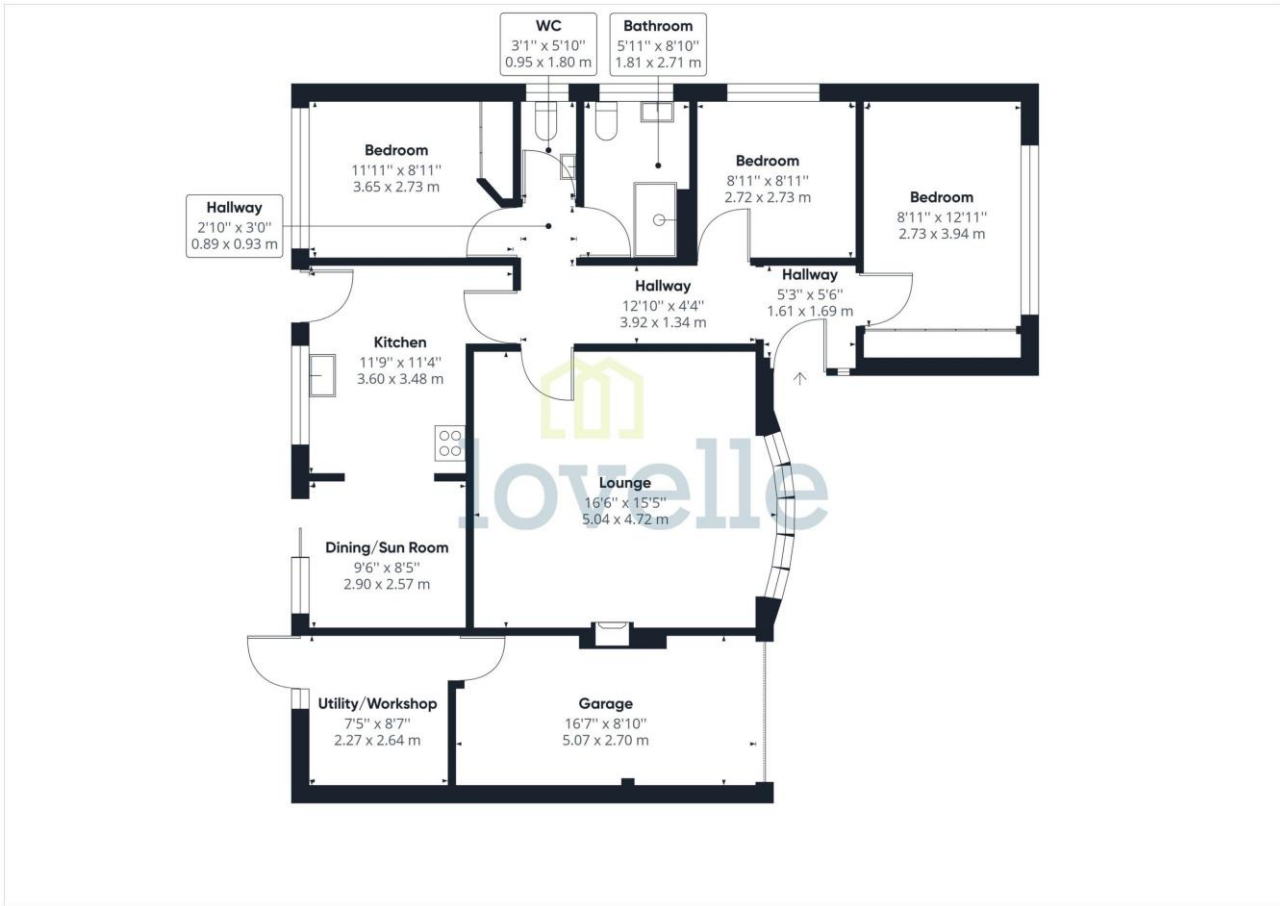 WC
3'1" x 5'10"
0.95 x 1.80 m
Bathroom
5'11" x 8'10"
1.81 x 2.71 m
Bedroom
11'11" x 8'11"
3.65 x 2.73 m
Bedroom
8'11" x 8'11"
2.72 x 2.73 m
Bedroom
8'11" x 12'11"
2.73 x 3.94 m
Hallway
2'10" x 3'0"
0.89 x 0.93 m
Hallway
12'10" x 4'4"
3.92 x 1.34 m
Hallway
5'3" x 5'6"
1.61 x 1.69 m
Kitchen
11'9" x 11'4"
3.60 x 3.48 m
Lounge
16'6" x 15'5"
5.04 x 4.72 m
lovelle
Dining/Sun Room
9'6" x 8'5"
2.90 x 2.57 m
Utility/Workshop
7'5" x 8'7"
2.27 x 2.64 m
Garage
16'7" x 8'10"
5.07 x 2.70 m